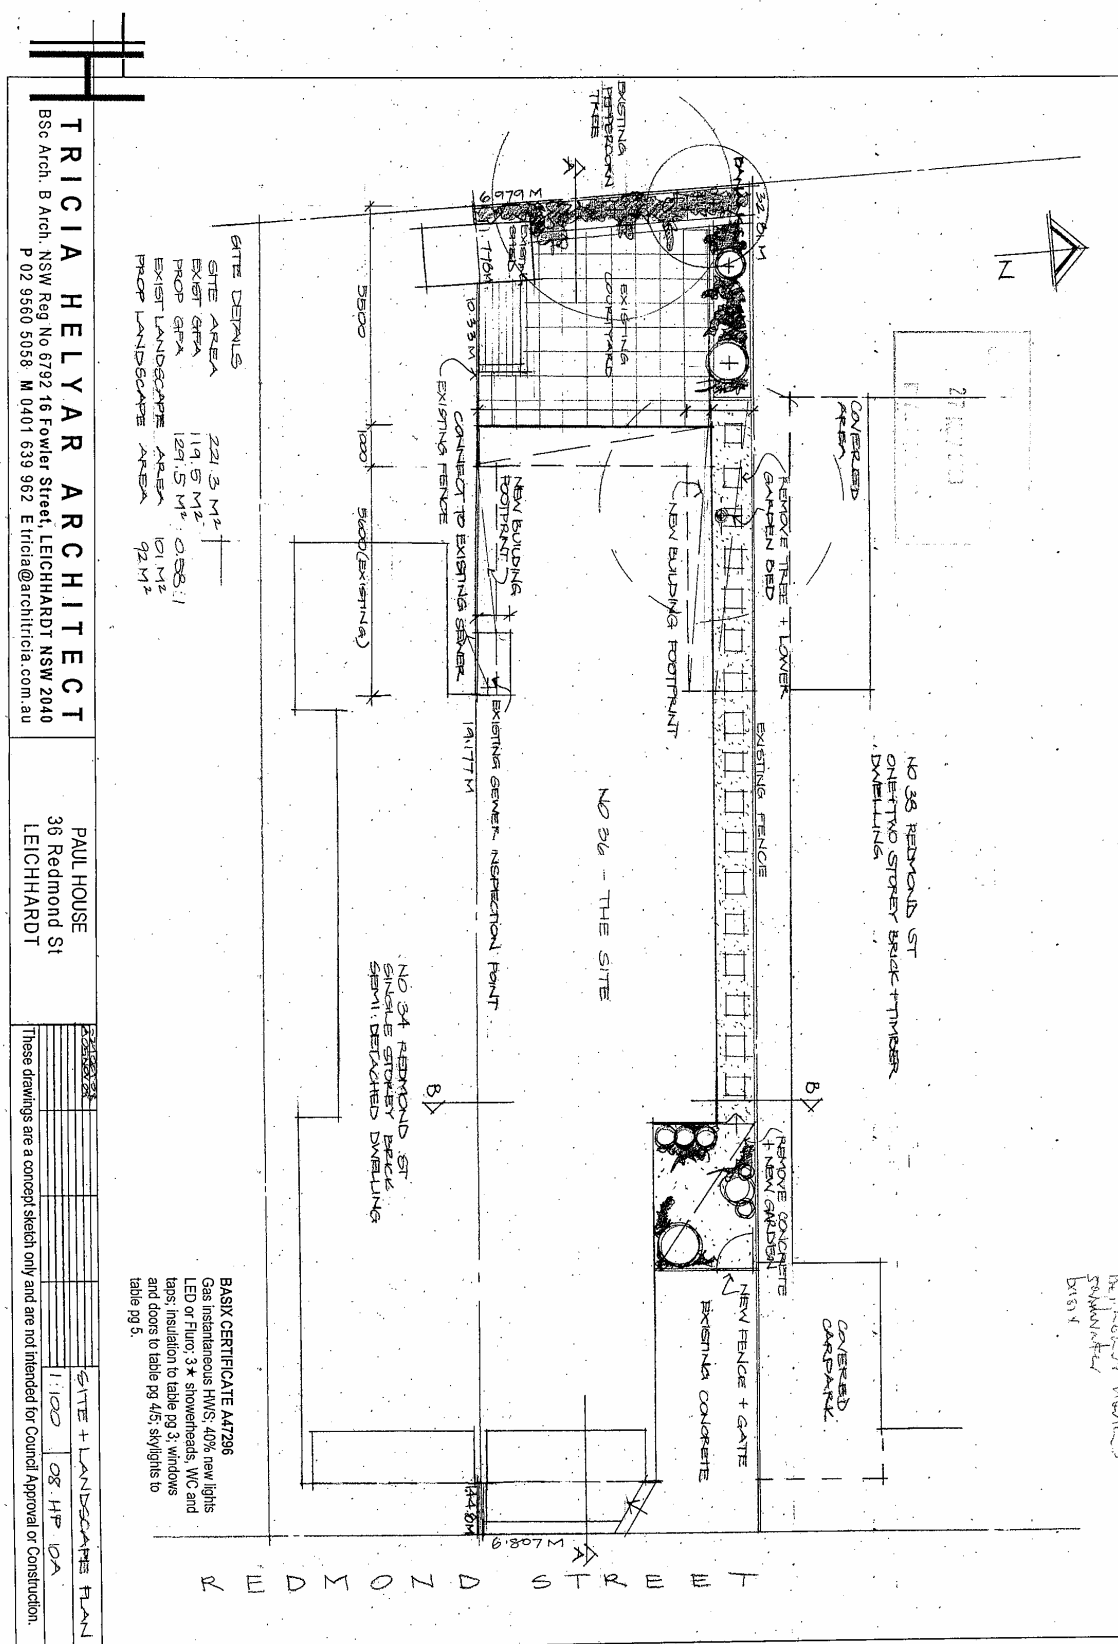 TRICIA HELYAR ARCHITECT
BSc Arch. B Arch. NSW Reg No 6792 16 Fowler Street, LEICHHARDT NSW 2040
P 02 9560 5058 M 0401 639 962 E tricia@architricia.com.au
PAUL HOUSE
36 Redmond St
LEICHHARDT
These drawings are a concept sketch only and are not intended for Council Approval or Construction.
SITE + LANDSCAPE PLAN
1:100
08 HP 10A
SITE DETAILS
SITE AREA 221.3 M²
EXIST GFA 119.5 M²
PROP GFA 129.5 M² 0.58:1
EXIST LANDSCAPE AREA 101 M²
PROP LANDSCAPE AREA 92 M²
BASIX CERTIFICATE A47296
Gas instantaneous HWS; 40% new lights
LED or Fluro; 3★ showerheads, WC and
taps; insulation to table pg 3; windows
and doors to table pg 4/5; skylights to
table pg 5.
EXISTING
PEPPERCORN
TREE
A
6.979 M
N
EXISTING
SHED
1.778M
10.33 M
EXISTING
COURTYARD
5500
1000
5600 (EXISTING)
EXISTING FENCE
CONNECT TO EXISTING SEWER
NEW BUILDING
FOOTPRINT
NEW BUILDING FOOTPRINT
COVERED
AREA
REMOVE TREE + LOWER
GARDEN BED
EXISTING FENCE
EXISTING SEWER INSPECTION POINT
19.177 M
NO 36 - THE SITE
NO 38 REDMOND ST
ONE+TWO STOREY BRICK+TIMBER
DWELLING
NO 34 REDMOND ST
SINGLE STOREY BRICK
SEMI-DETACHED DWELLING
B
B
REMOVE CONCRETE
+ NEW GARDEN
NEW FENCE + GATE
EXISTING CONCRETE
COVERED
CARPARK
6.807 M
A
REDMOND STREET